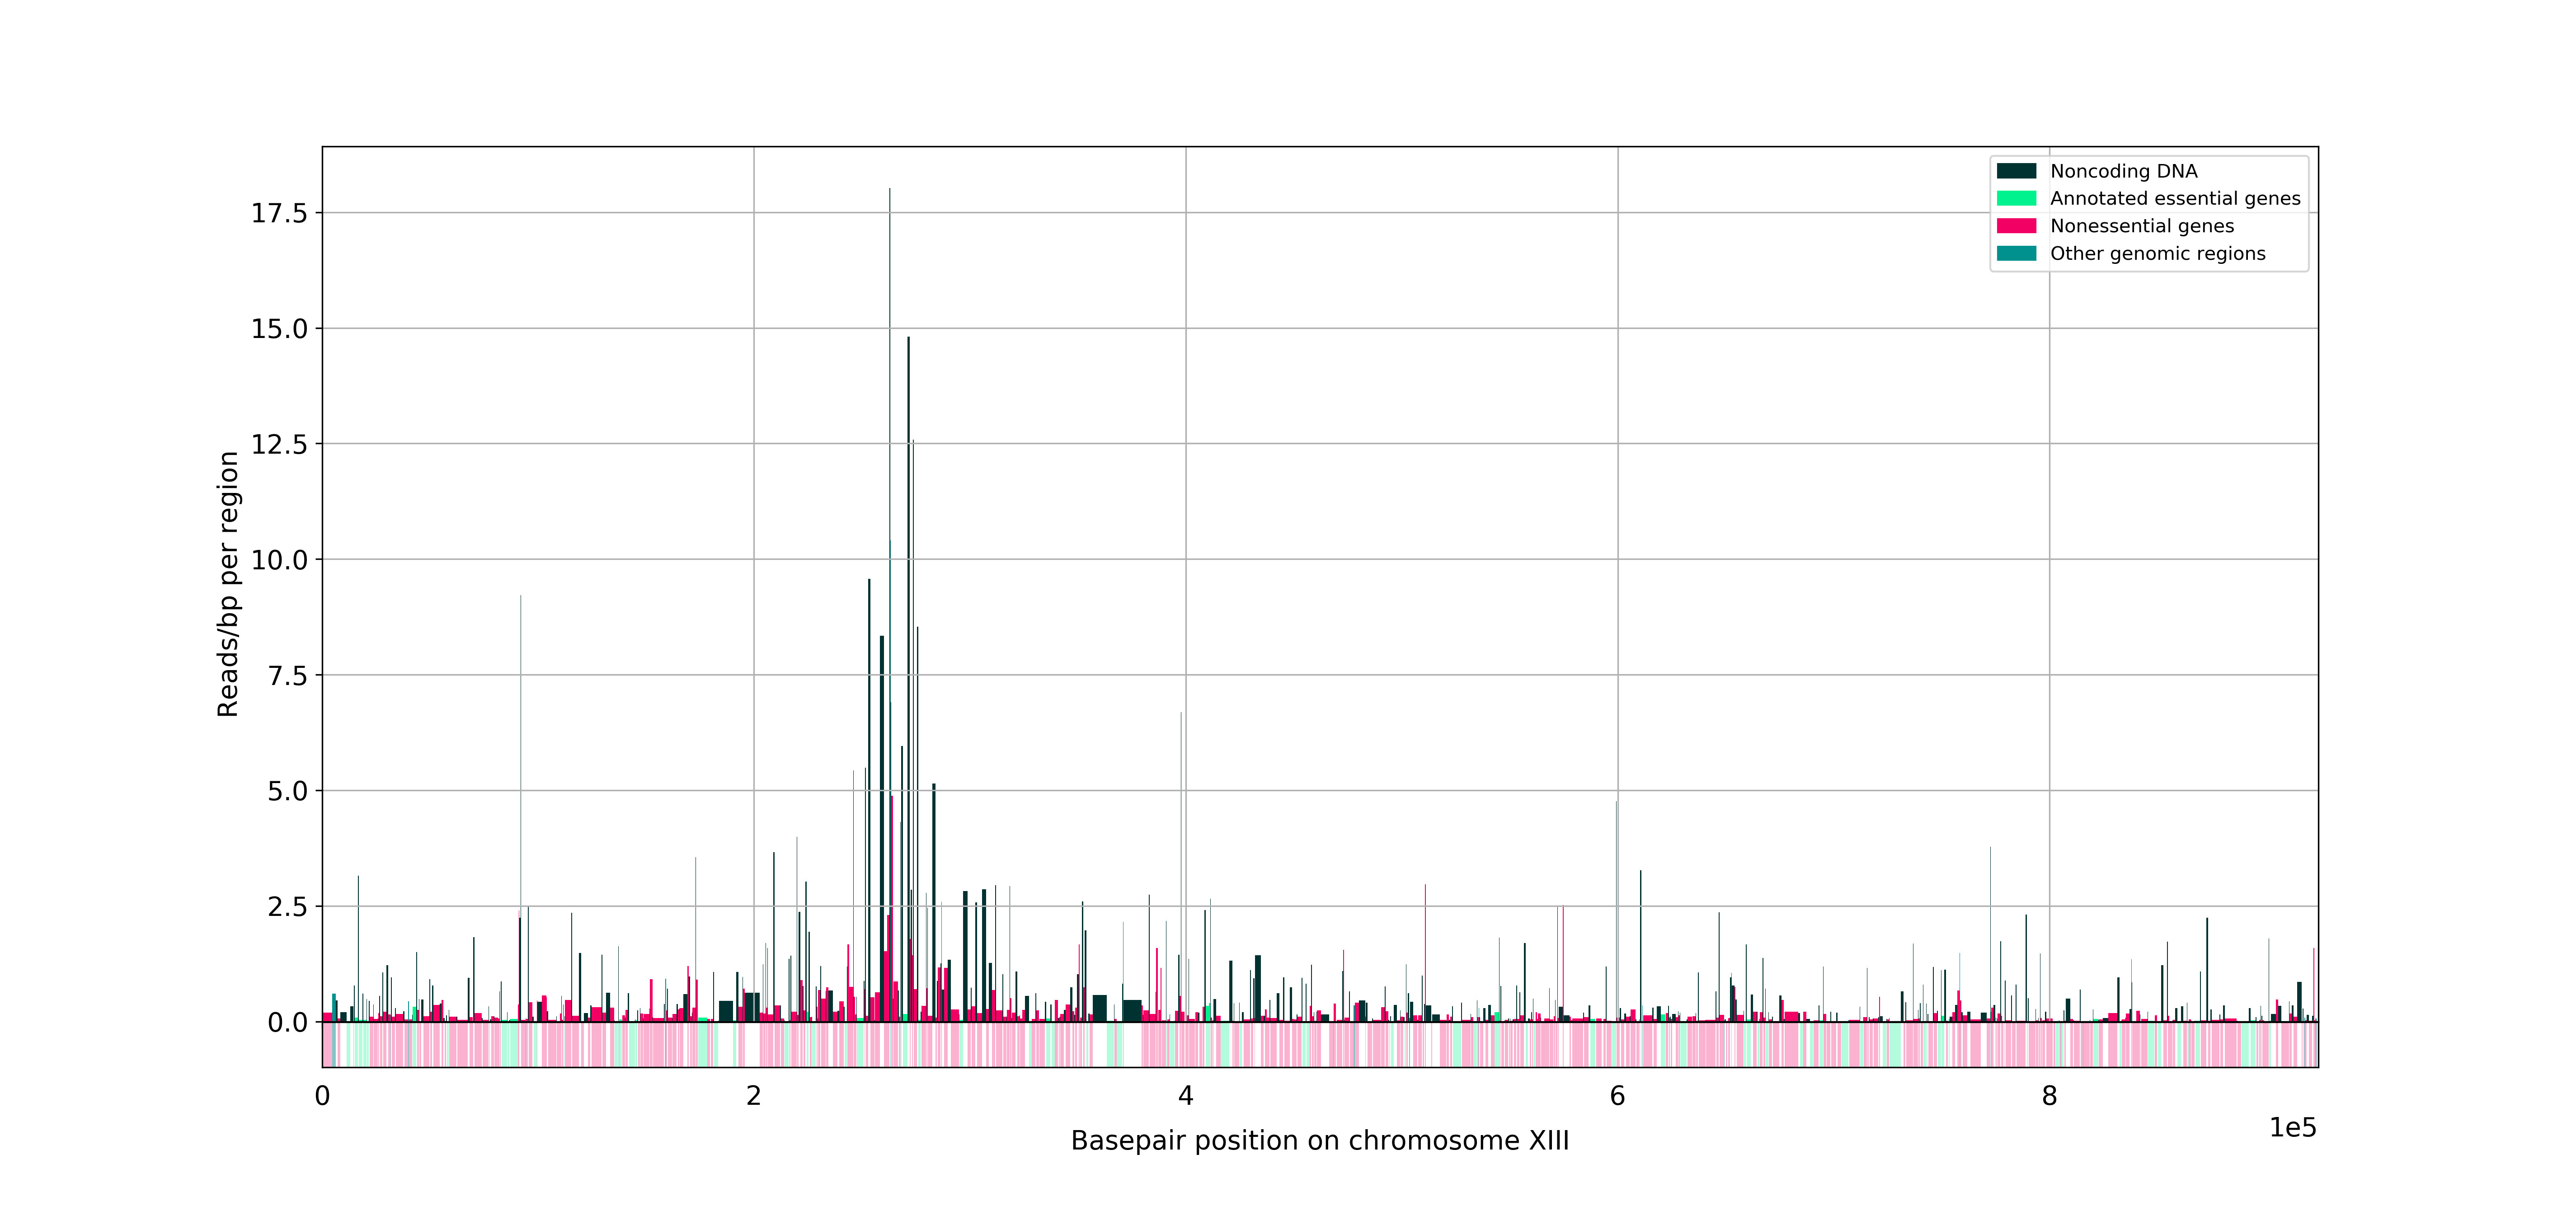 Noncoding DNA
Annotated essential genes
Nonessential genes
Other genomic regions
17.5
15.0
12.5
10.0
7.5
5.0
2.5
0.0
Reads/bp per region
0 2 4 6 8
1e5
Basepair position on chromosome XIII